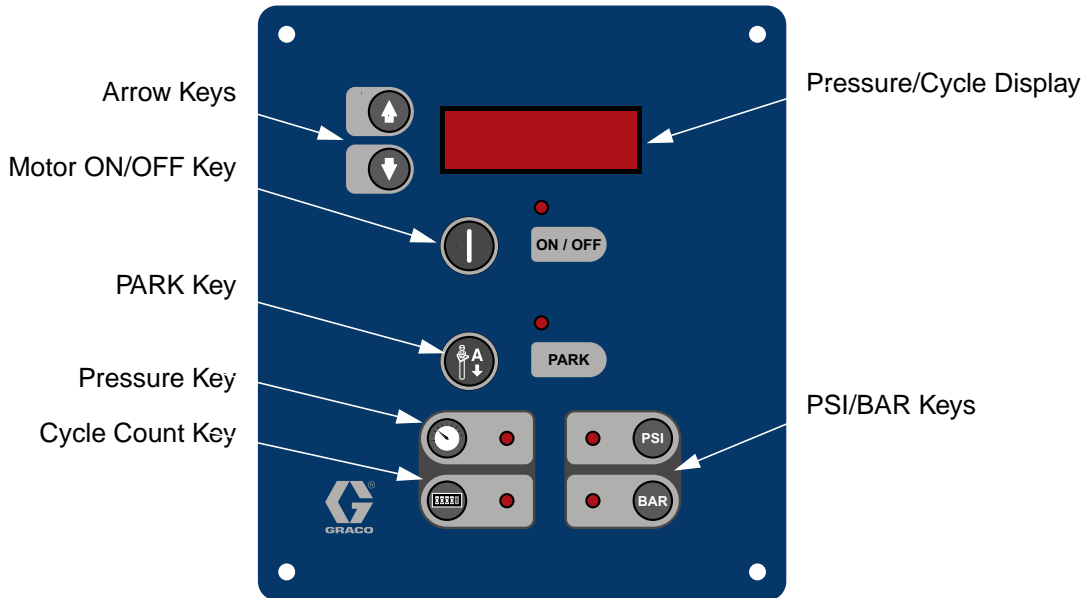 Arrow Keys
Pressure/Cycle Display
Motor ON/OFF Key
ON / OFF
PARK Key
A
PARK
Pressure Key
PSI/BAR Keys
Cycle Count Key
PSI
BAR
®
GRACO